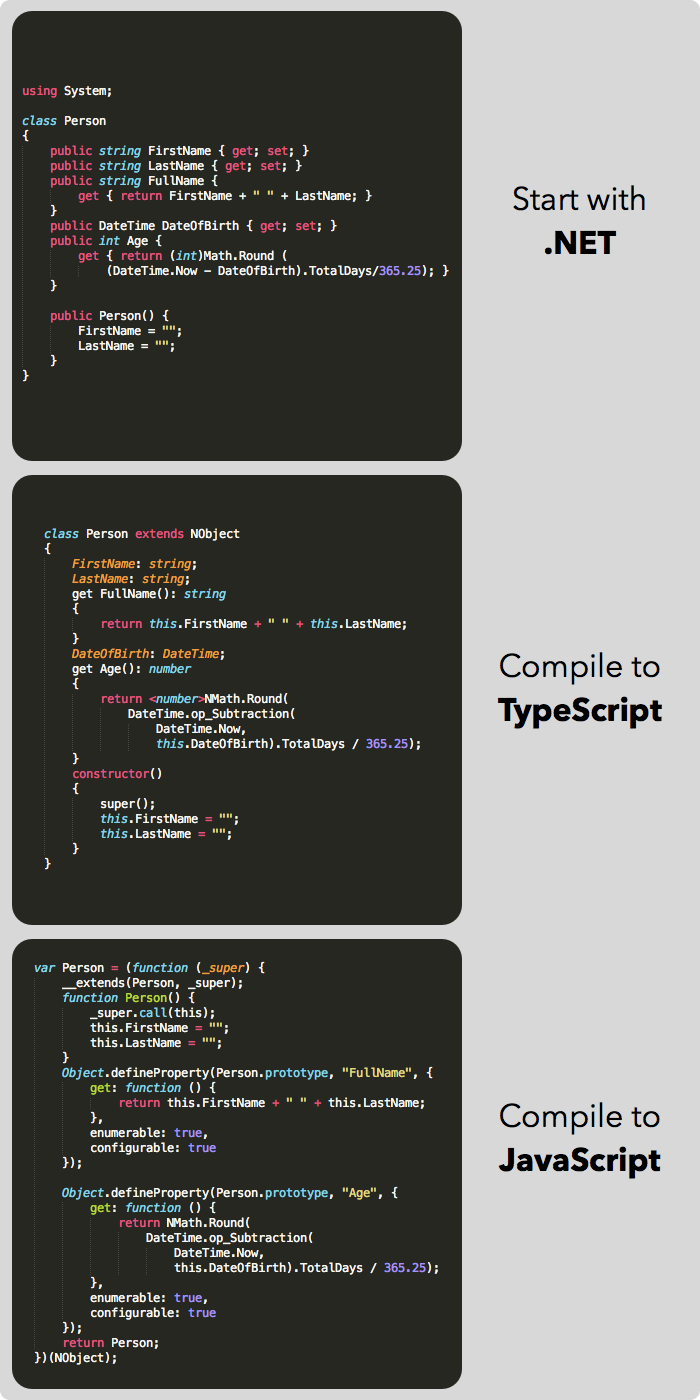 using System;
class Person
{
    public string FirstName { get; set; }
    public string LastName { get; set; }
    public string FullName {
        get { return FirstName + " " + LastName; }
    }
    public DateTime DateOfBirth { get; set; }
    public int Age {
        get { return (int)Math.Round (
            (DateTime.Now - DateOfBirth).TotalDays/365.25); }
    }
    public Person() {
        FirstName = "";
        LastName = "";
    }
}
Start with
.NET
class Person extends NObject
{
    FirstName: string;
    LastName: string;
    get FullName(): string
    {
        return this.FirstName + " " + this.LastName;
    }
    DateOfBirth: DateTime;
    get Age(): number
    {
        return <number>NMath.Round(
            DateTime.op_Subtraction(
                DateTime.Now,
                this.DateOfBirth).TotalDays / 365.25);
    }
    constructor()
    {
        super();
        this.FirstName = "";
        this.LastName = "";
    }
}
Compile to
TypeScript
var Person = (function (_super) {
    __extends(Person, _super);
    function Person() {
        _super.call(this);
        this.FirstName = "";
        this.LastName = "";
    }
    Object.defineProperty(Person.prototype, "FullName", {
        get: function () {
            return this.FirstName + " " + this.LastName;
        },
        enumerable: true,
        configurable: true
    });
    Object.defineProperty(Person.prototype, "Age", {
        get: function () {
            return NMath.Round(
                DateTime.op_Subtraction(
                    DateTime.Now,
                    this.DateOfBirth).TotalDays / 365.25);
        },
        enumerable: true,
        configurable: true
    });
    return Person;
})(NObject);
Compile to
JavaScript